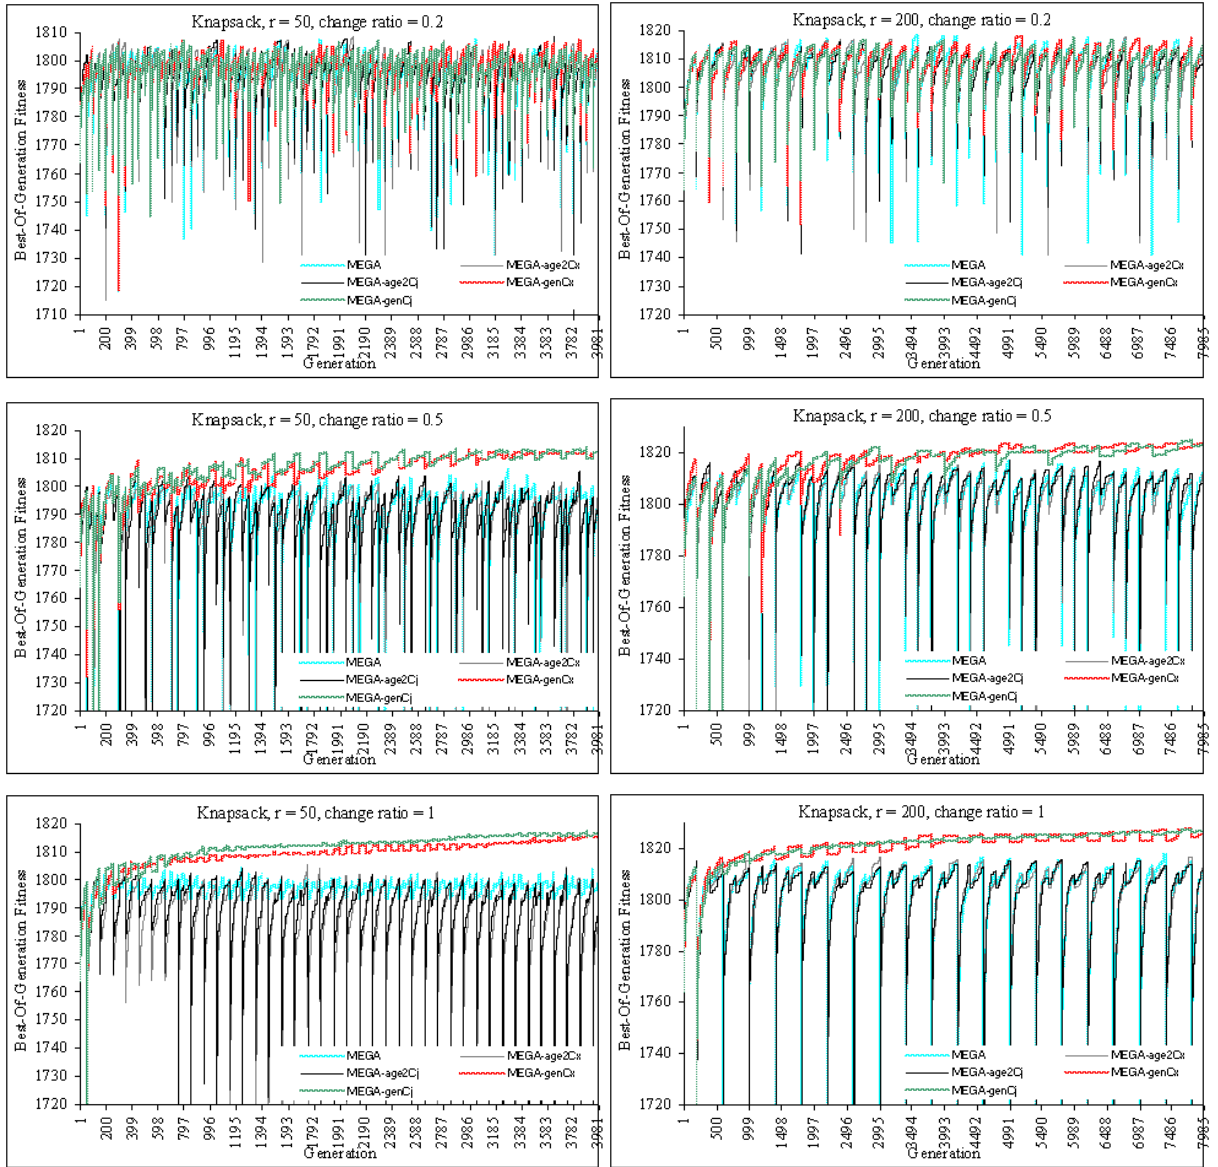 Knapsack, r = 50, change ratio = 0.2
Best-Of-Generation Fitness
1810
1800
1790
1780
1770
1760
1750
1740
1730
1720
1710
MEGA MEGA-age2Cx
MEGA-age2Cj MEGA-genCx
MEGA-genCj
1 200 399 598 797 996 1195 1394 1593 1792 1991 2190 2389 2588 2787 2986 3185 3384 3583 3782 3981
Generation
Knapsack, r = 200, change ratio = 0.2
Best-Of-Generation Fitness
1820
1810
1800
1790
1780
1770
1760
1750
1740
1730
1720
MEGA MEGA-age2Cx
MEGA-age2Cj MEGA-genCx
MEGA-genCj
1 500 999 1498 1997 2496 2995 3494 3993 4492 4991 5490 5989 6488 6987 7486 7985
Generation
Knapsack, r = 50, change ratio = 0.5
Best-Of-Generation Fitness
1820
1810
1800
1790
1780
1770
1760
1750
1740
1730
1720
MEGA MEGA-age2Cx
MEGA-age2Cj MEGA-genCx
MEGA-genCj
1 200 399 598 797 996 1195 1394 1593 1792 1991 2190 2389 2588 2787 2986 3185 3384 3583 3782 3981
Generation
Knapsack, r = 200, change ratio = 0.5
Best-Of-Generation Fitness
1820
1800
1780
1760
1740
1720
MEGA MEGA-age2Cx
MEGA-age2Cj MEGA-genCx
MEGA-genCj
1 500 999 1498 1997 2496 2995 3494 3993 4492 4991 5490 5989 6488 6987 7486 7985
Generation
Knapsack, r = 50, change ratio = 1
Best-Of-Generation Fitness
1820
1810
1800
1790
1780
1770
1760
1750
1740
1730
1720
MEGA MEGA-age2Cx
MEGA-age2Cj MEGA-genCx
MEGA-genCj
1 200 399 598 797 996 1195 1394 1593 1792 1991 2190 2389 2588 2787 2986 3185 3384 3583 3782 3981
Generation
Knapsack, r = 200, change ratio = 1
Best-Of-Generation Fitness
1820
1800
1780
1760
1740
1720
MEGA MEGA-age2Cx
MEGA-age2Cj MEGA-genCx
MEGA-genCj
1 500 999 1498 1997 2496 2995 3494 3993 4492 4991 5490 5989 6488 6987 7486 7985
Generation